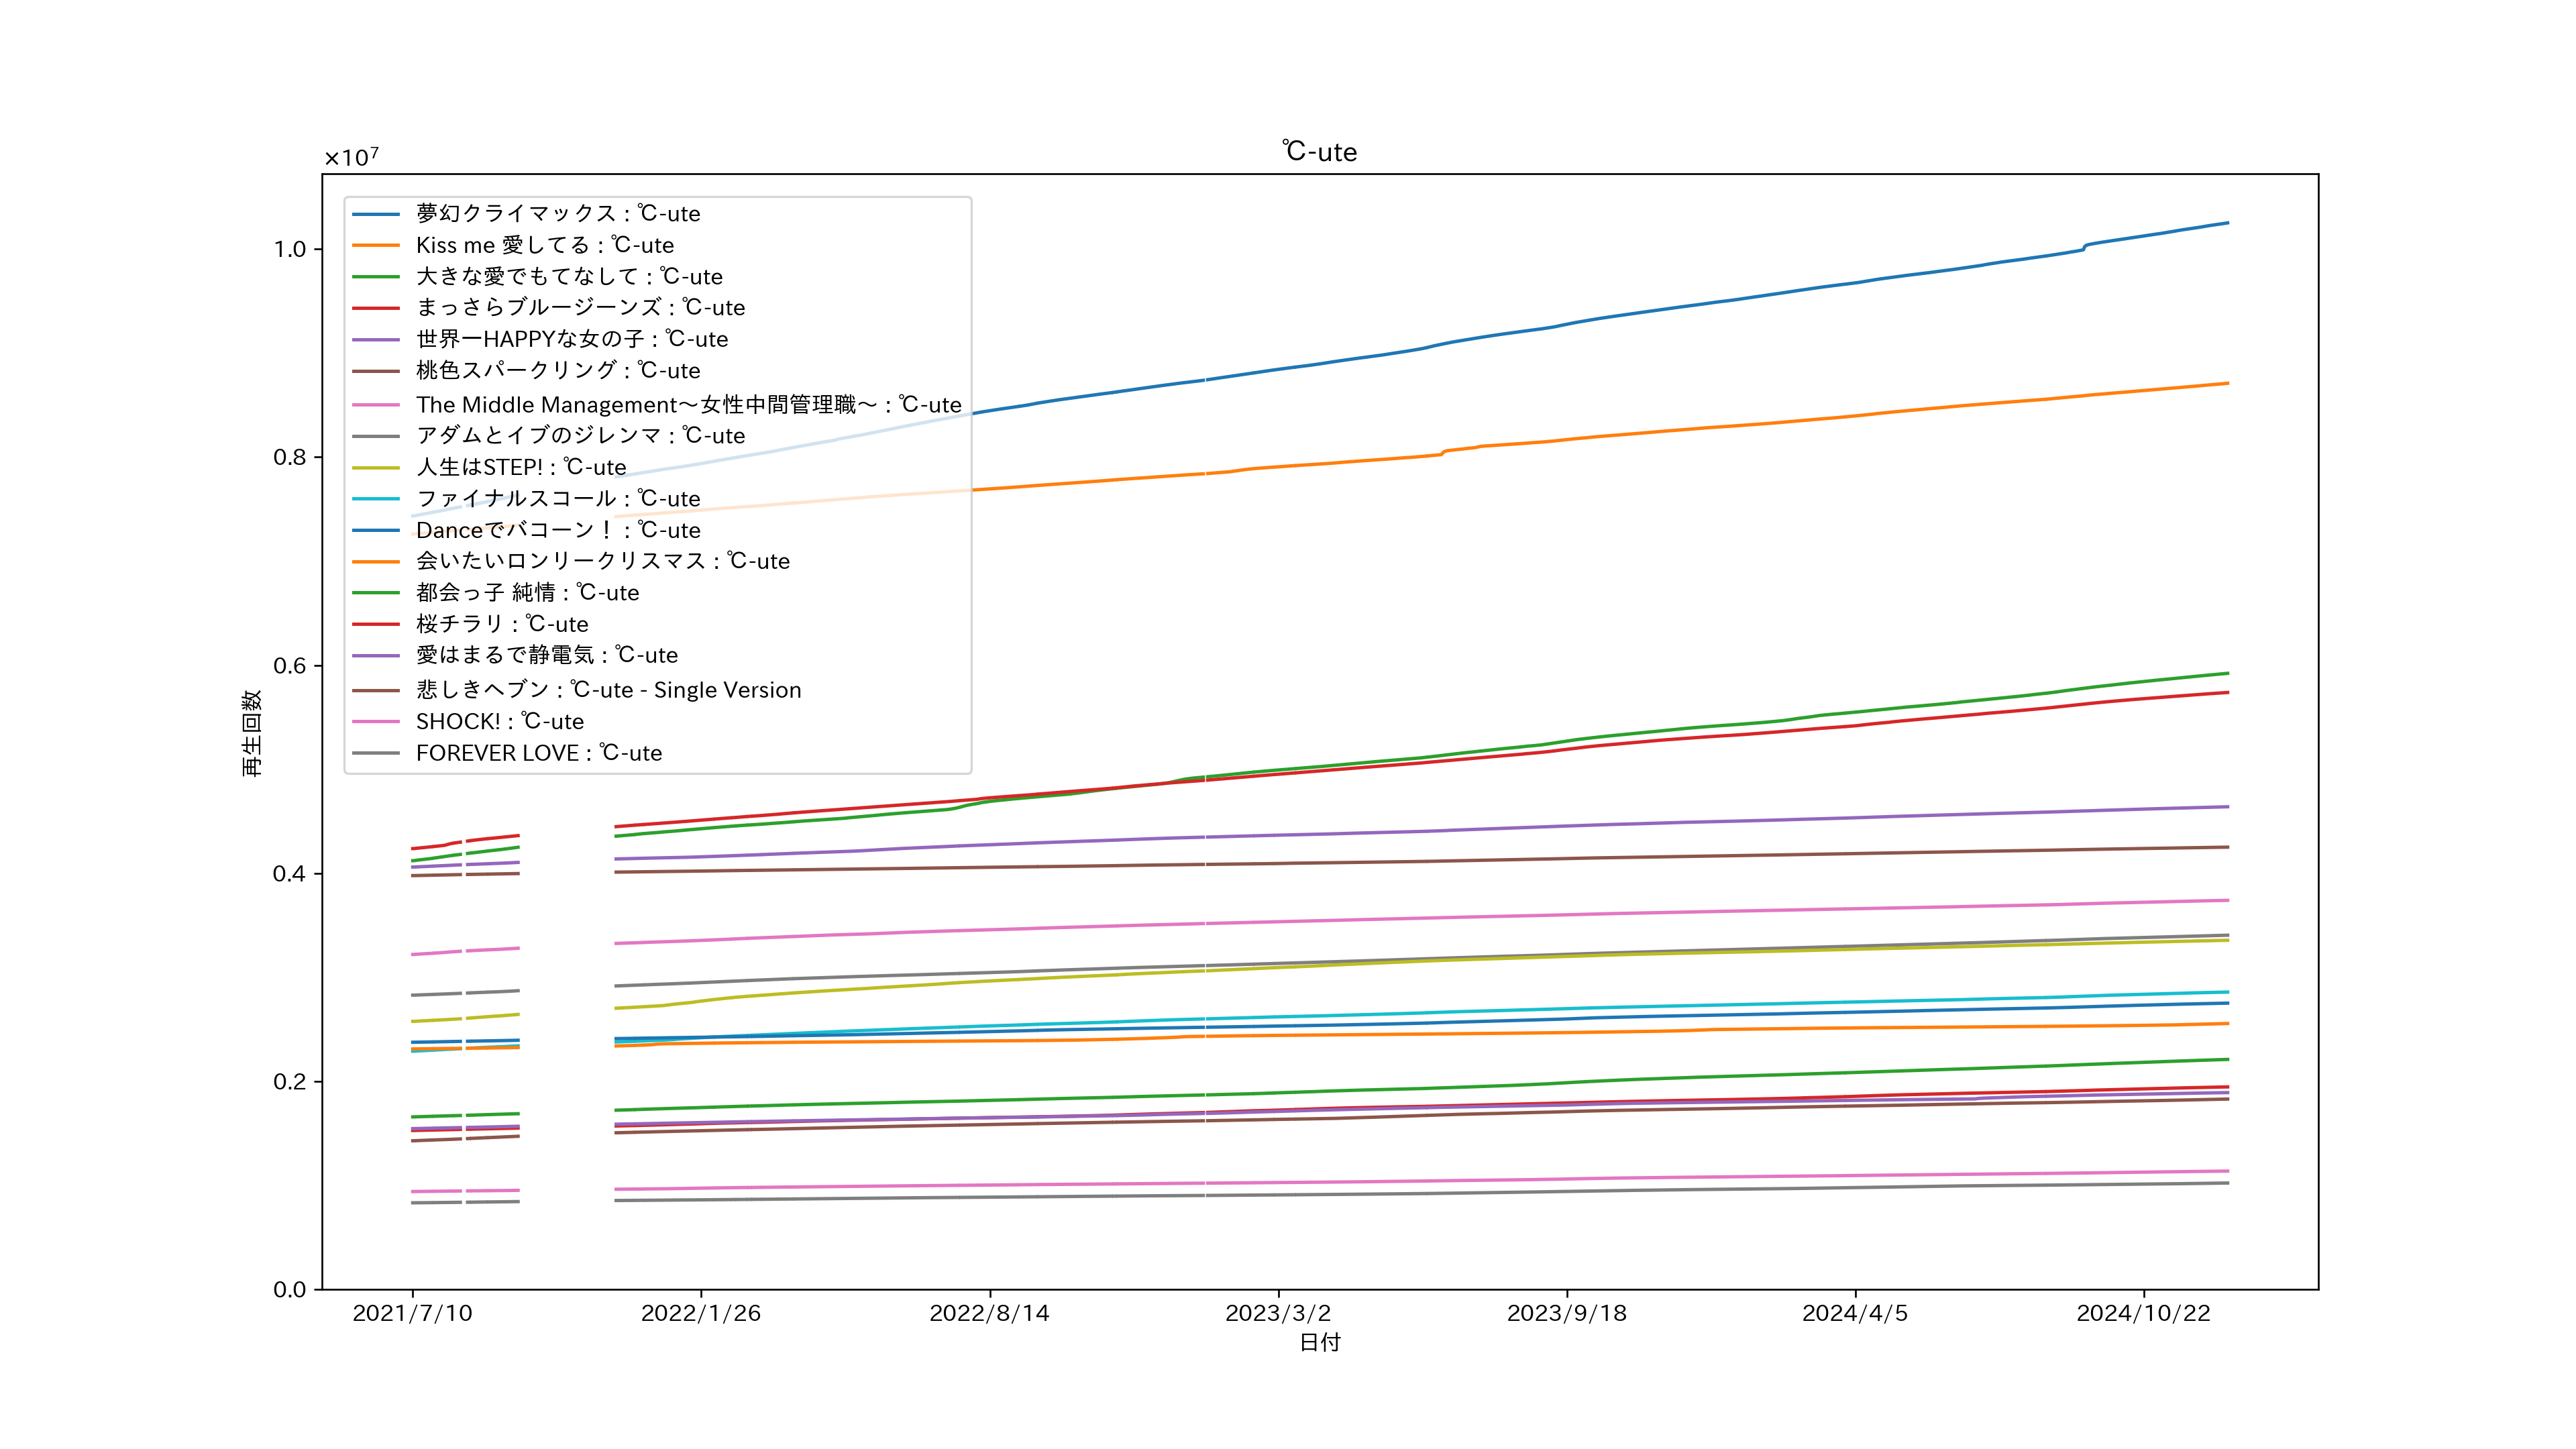 ℃-ute
×10⁷
1.0
0.8
0.6
0.4
0.2
0.0
再生回数
夢幻クライマックス : ℃-ute
Kiss me 愛してる : ℃-ute
大きな愛でもてなして : ℃-ute
まっさらブルージーンズ : ℃-ute
世界一HAPPYな女の子 : ℃-ute
桃色スパークリング : ℃-ute
The Middle Management〜女性中間管理職〜 : ℃-ute
アダムとイブのジレンマ : ℃-ute
人生はSTEP! : ℃-ute
ファイナルスコール : ℃-ute
Danceでバコーン！ : ℃-ute
会いたいロンリークリスマス : ℃-ute
都会っ子 純情 : ℃-ute
桜チラリ : ℃-ute
愛はまるで静電気 : ℃-ute
悲しきヘブン : ℃-ute - Single Version
SHOCK! : ℃-ute
FOREVER LOVE : ℃-ute
2021/7/10 2022/1/26 2022/8/14 2023/3/2 2023/9/18 2024/4/5 2024/10/22
日付